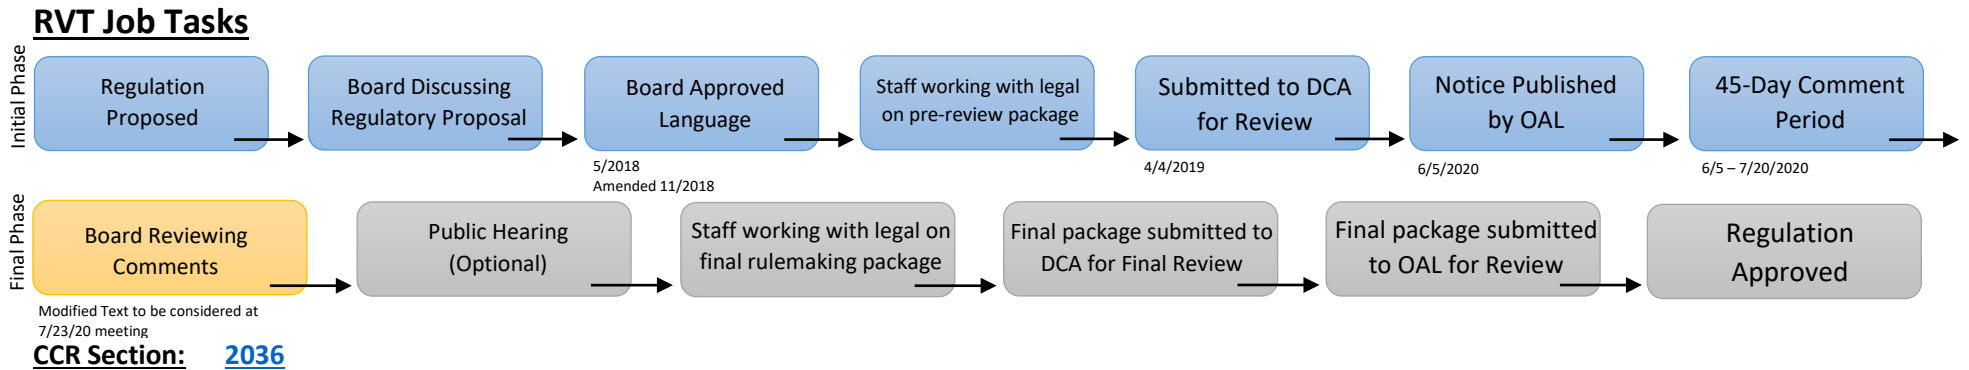 RVT Job Tasks
Initial Phase
Regulation
Proposed
Board Discussing
Regulatory Proposal
Board Approved
Language
5/2018
Amended 11/2018
Staff working with legal
on pre-review package
Submitted to DCA
for Review
4/4/2019
Notice Published
by OAL
6/5/2020
45-Day Comment
Period
6/5 – 7/20/2020
Final Phase
Board Reviewing
Comments
Modified Text to be considered at
7/23/20 meeting
Public Hearing
(Optional)
Staff working with legal on
final rulemaking package
Final package submitted to
DCA for Final Review
Final package submitted
to OAL for Review
Regulation
Approved
CCR Section: 2036